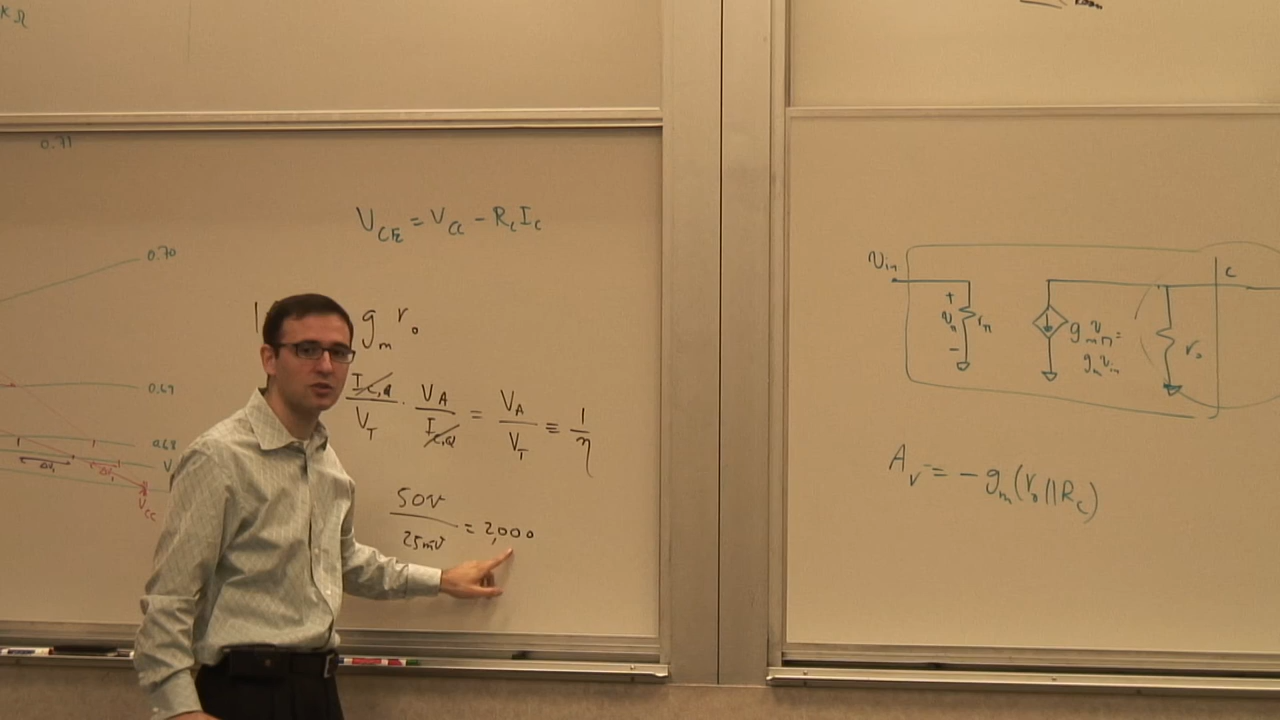 KΩ
0.71
0.70
0.69
0.68
V_CC
V_CE = V_CC - R_C I_C
g_m r_o
I_C,Q / V_T · V_A / I_C,Q = V_A / V_T ≡ 1 / η
50V / 25mV = 2,000
v_in
+
v_π r_π
-
g_m v_π =
g_m v_in
r_o
C
A_v = - g_m (r_o || R_C)